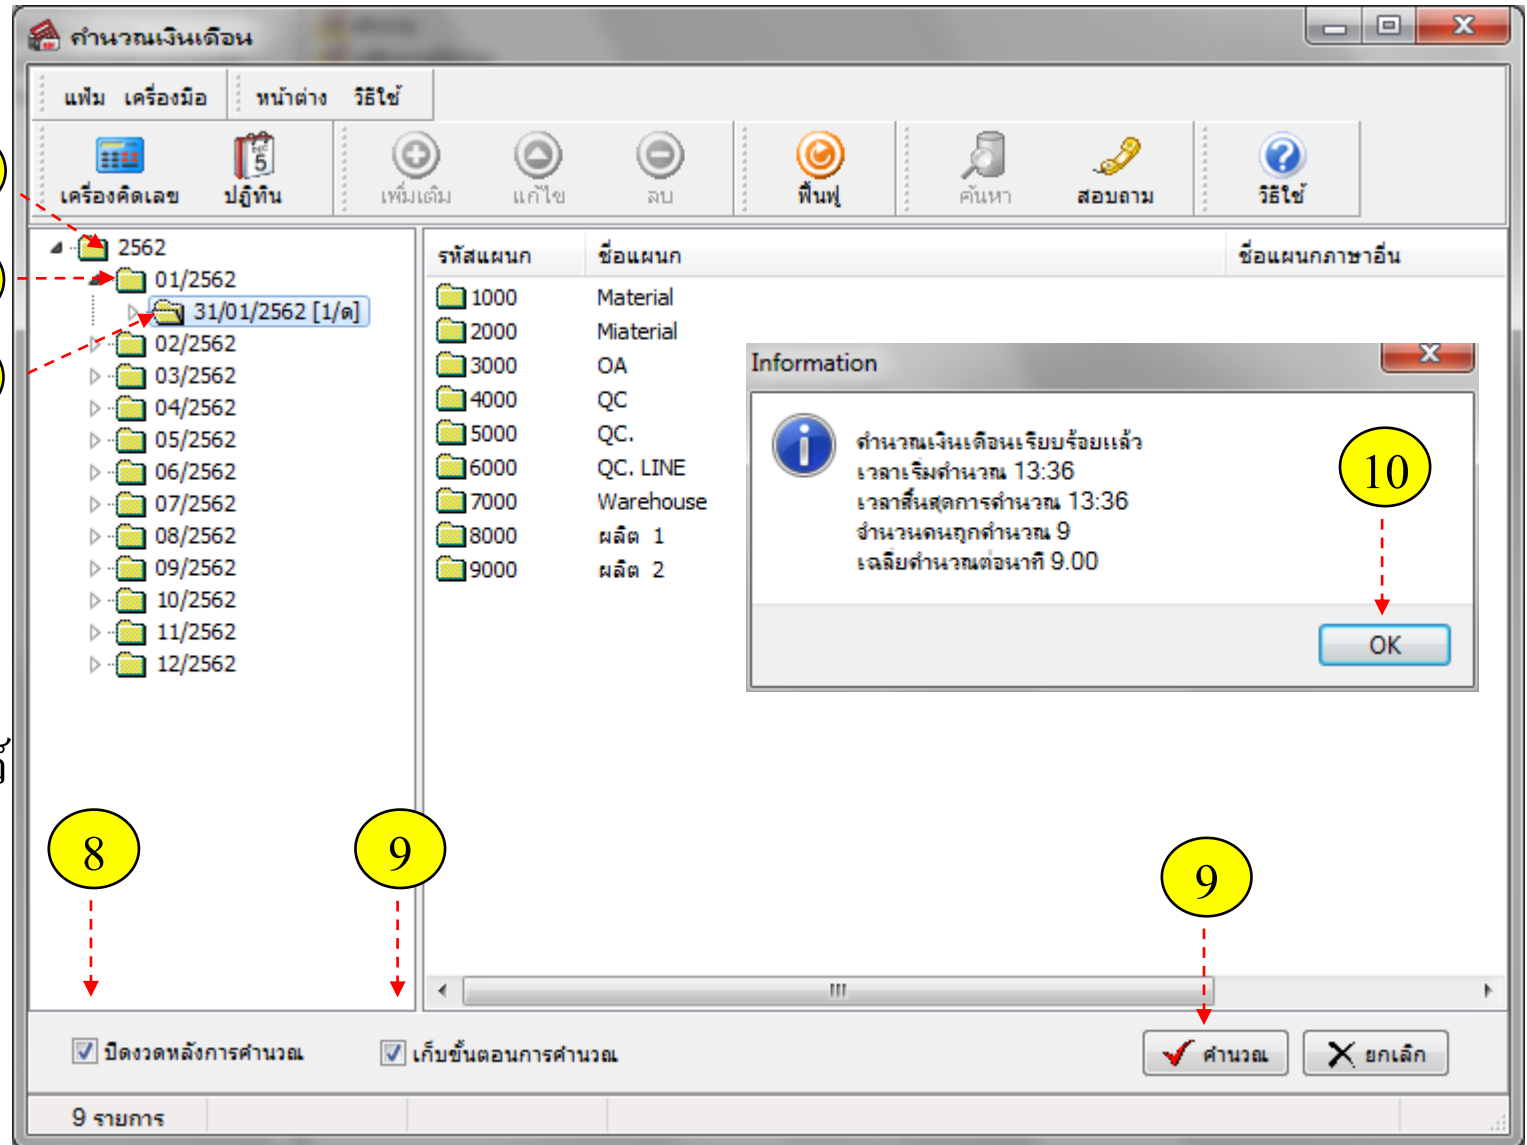 คำนวณเงินเดือน
แฟ้ม เครื่องมือ หน้าต่าง วิธีใช้
เครื่องคิดเลข ปฏิทิน เพิ่มเติม แก้ไข ลบ ฟื้นฟู ค้นหา สอบถาม วิธีใช้
2562
01/2562
31/01/2562 [1/ด]
02/2562
03/2562
04/2562
05/2562
06/2562
07/2562
08/2562
09/2562
10/2562
11/2562
12/2562
รหัสแผนก ชื่อแผนก ชื่อแผนกภาษาอื่น
1000 Material
2000 Miaterial
3000 OA
4000 QC
5000 QC.
6000 QC. LINE
7000 Warehouse
8000 ผลิต 1
9000 ผลิต 2
Information
คำนวณเงินเดือนเรียบร้อยแล้ว
เวลาเริ่มคำนวณ 13:36
เวลาสิ้นสุดการคำนวณ 13:36
จำนวนคนถูกคำนวณ 9
เฉลี่ยคำนวณต่อนาที 9.00
10
OK
8
9
9
ปิดงวดหลังการคำนวณ เก็บขั้นตอนการคำนวณ คำนวณ ยกเลิก
9 รายการ